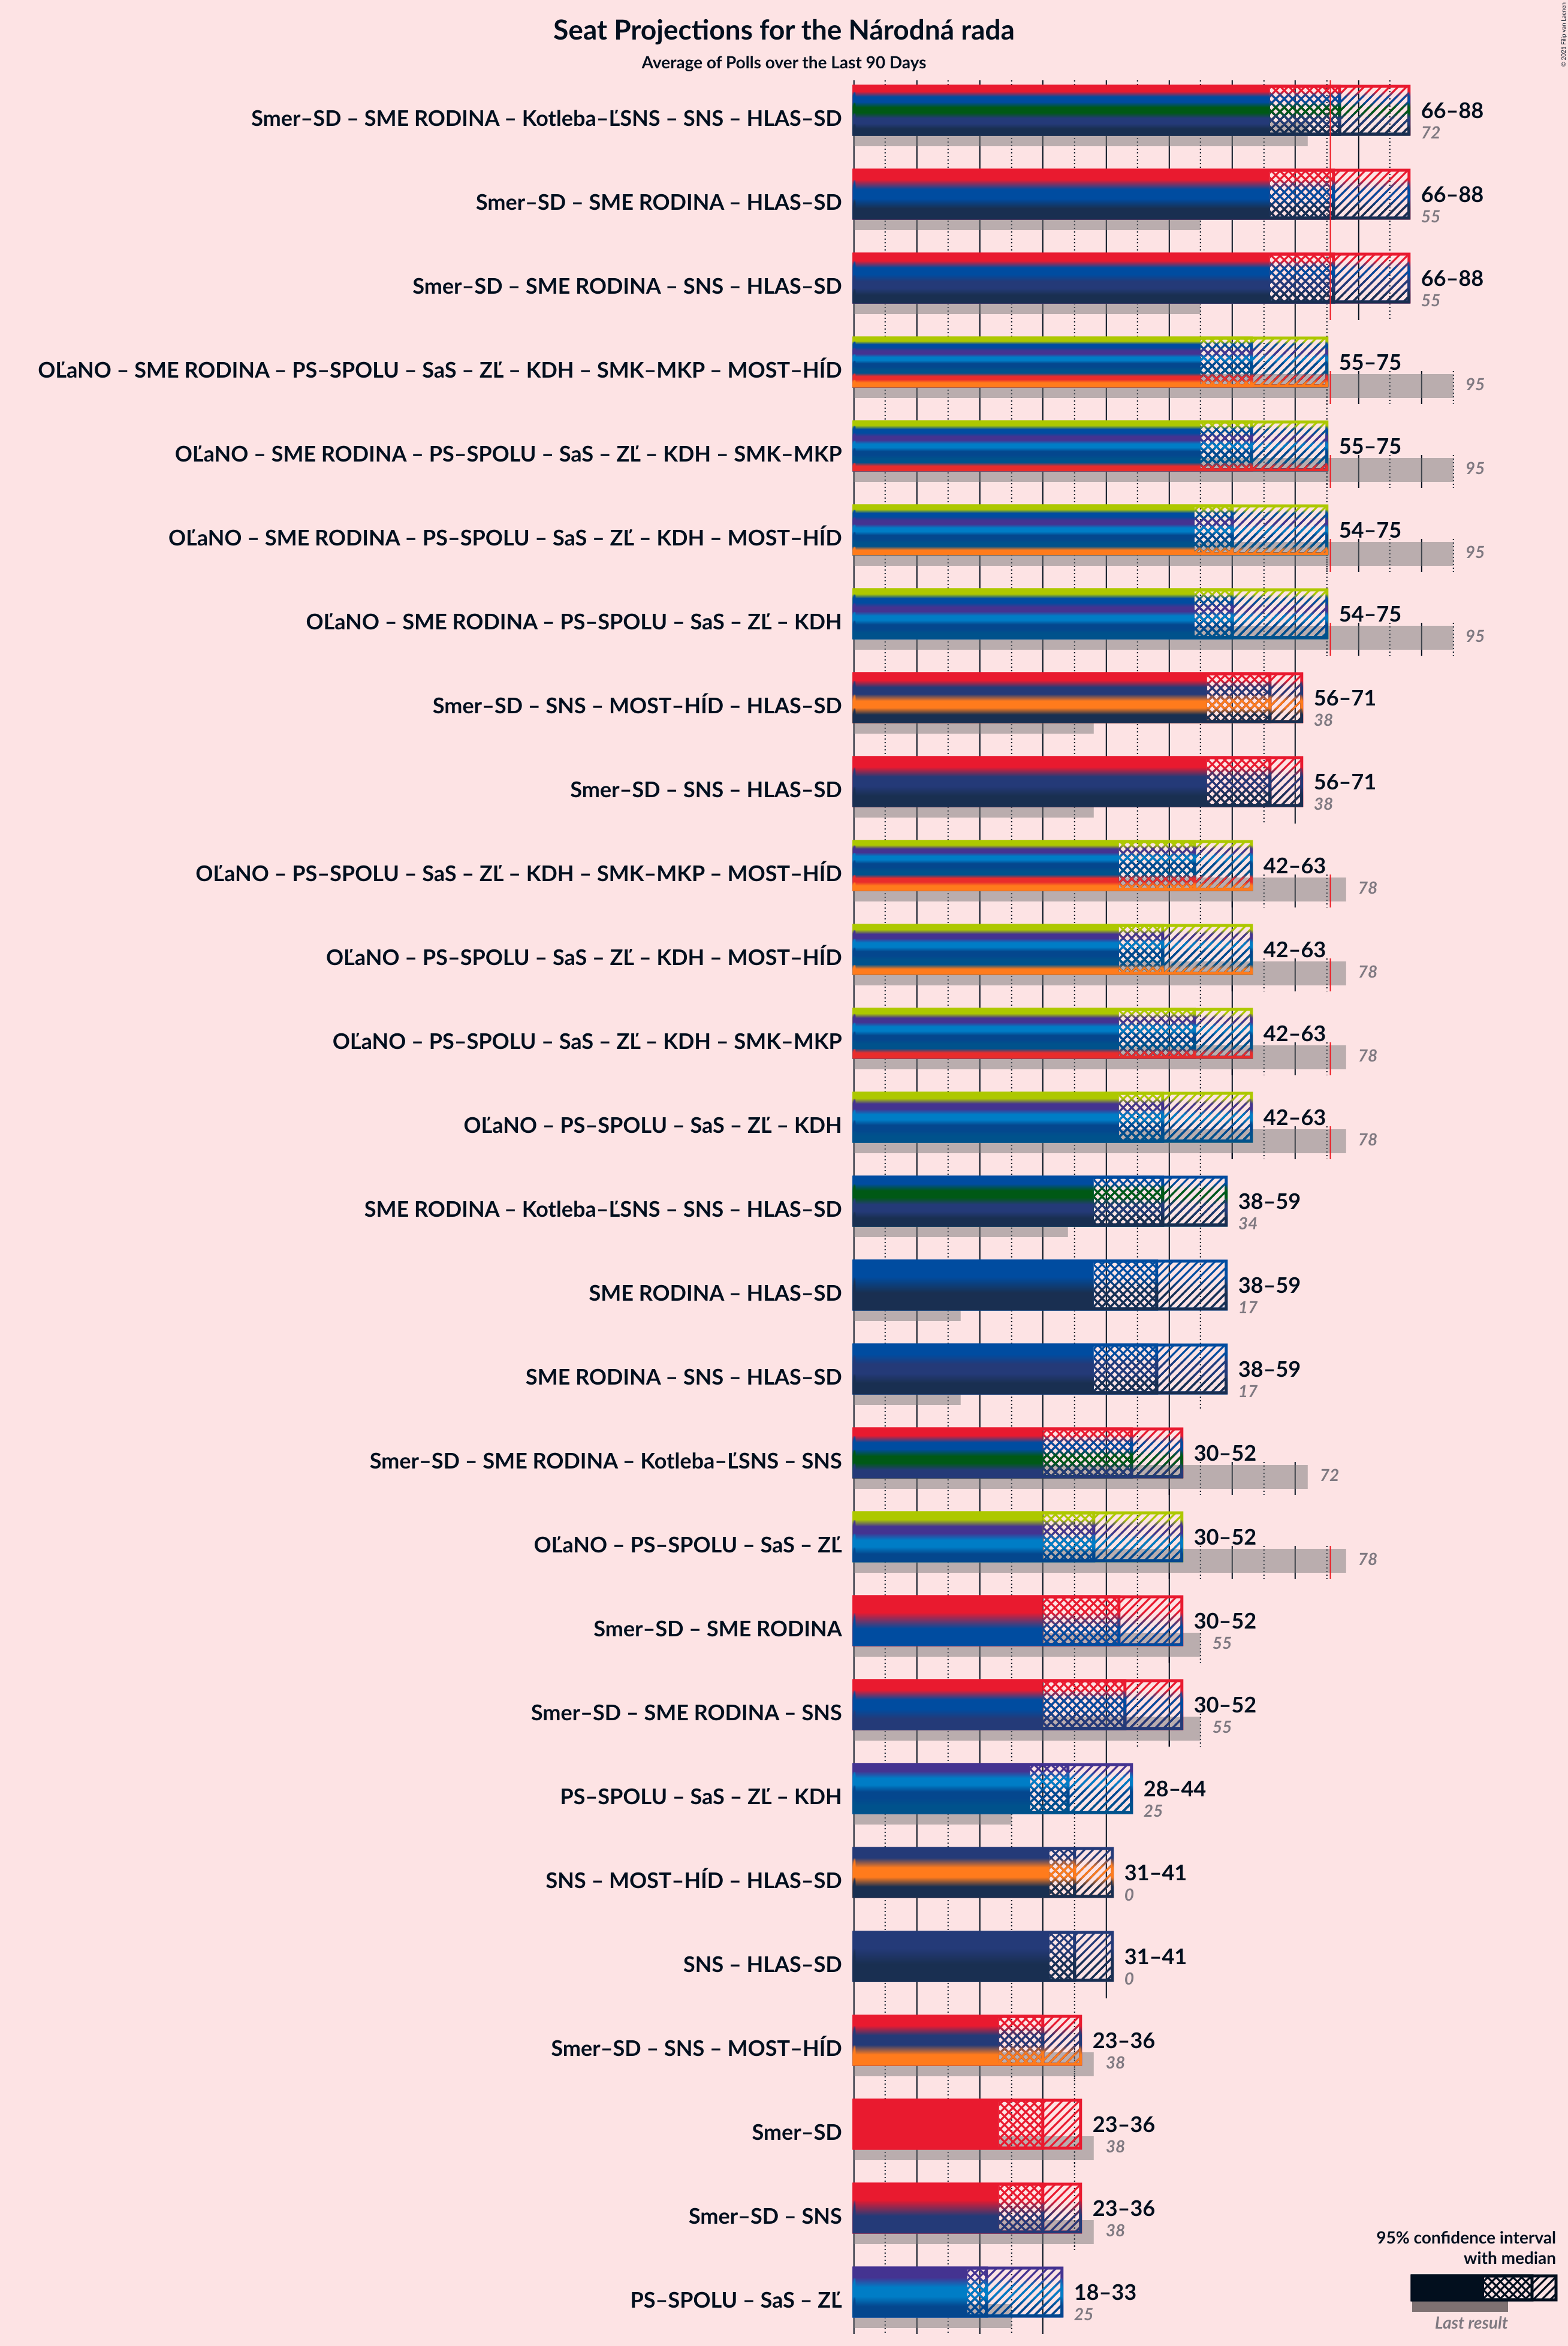 Seat Projections for the Národná rada
Average of Polls over the Last 90 Days
© 2021 Filip van Laenen
Smer–SD – SME RODINA – Kotleba–ĽSNS – SNS – HLAS–SD
66–88
72
Smer–SD – SME RODINA – HLAS–SD
66–88
55
Smer–SD – SME RODINA – SNS – HLAS–SD
66–88
55
OĽaNO – SME RODINA – PS–SPOLU – SaS – ZĽ – KDH – SMK–MKP – MOST–HÍD
55–75
95
OĽaNO – SME RODINA – PS–SPOLU – SaS – ZĽ – KDH – SMK–MKP
55–75
95
OĽaNO – SME RODINA – PS–SPOLU – SaS – ZĽ – KDH – MOST–HÍD
54–75
95
OĽaNO – SME RODINA – PS–SPOLU – SaS – ZĽ – KDH
54–75
95
Smer–SD – SNS – MOST–HÍD – HLAS–SD
56–71
38
Smer–SD – SNS – HLAS–SD
56–71
38
OĽaNO – PS–SPOLU – SaS – ZĽ – KDH – SMK–MKP – MOST–HÍD
42–63
78
OĽaNO – PS–SPOLU – SaS – ZĽ – KDH – MOST–HÍD
42–63
78
OĽaNO – PS–SPOLU – SaS – ZĽ – KDH – SMK–MKP
42–63
78
OĽaNO – PS–SPOLU – SaS – ZĽ – KDH
42–63
78
SME RODINA – Kotleba–ĽSNS – SNS – HLAS–SD
38–59
34
SME RODINA – HLAS–SD
38–59
17
SME RODINA – SNS – HLAS–SD
38–59
17
Smer–SD – SME RODINA – Kotleba–ĽSNS – SNS
30–52
72
OĽaNO – PS–SPOLU – SaS – ZĽ
30–52
78
Smer–SD – SME RODINA
30–52
55
Smer–SD – SME RODINA – SNS
30–52
55
PS–SPOLU – SaS – ZĽ – KDH
28–44
25
SNS – MOST–HÍD – HLAS–SD
31–41
0
SNS – HLAS–SD
31–41
0
Smer–SD – SNS – MOST–HÍD
23–36
38
Smer–SD
23–36
38
Smer–SD – SNS
23–36
38
PS–SPOLU – SaS – ZĽ
18–33
25
95% confidence interval
with median
Last result